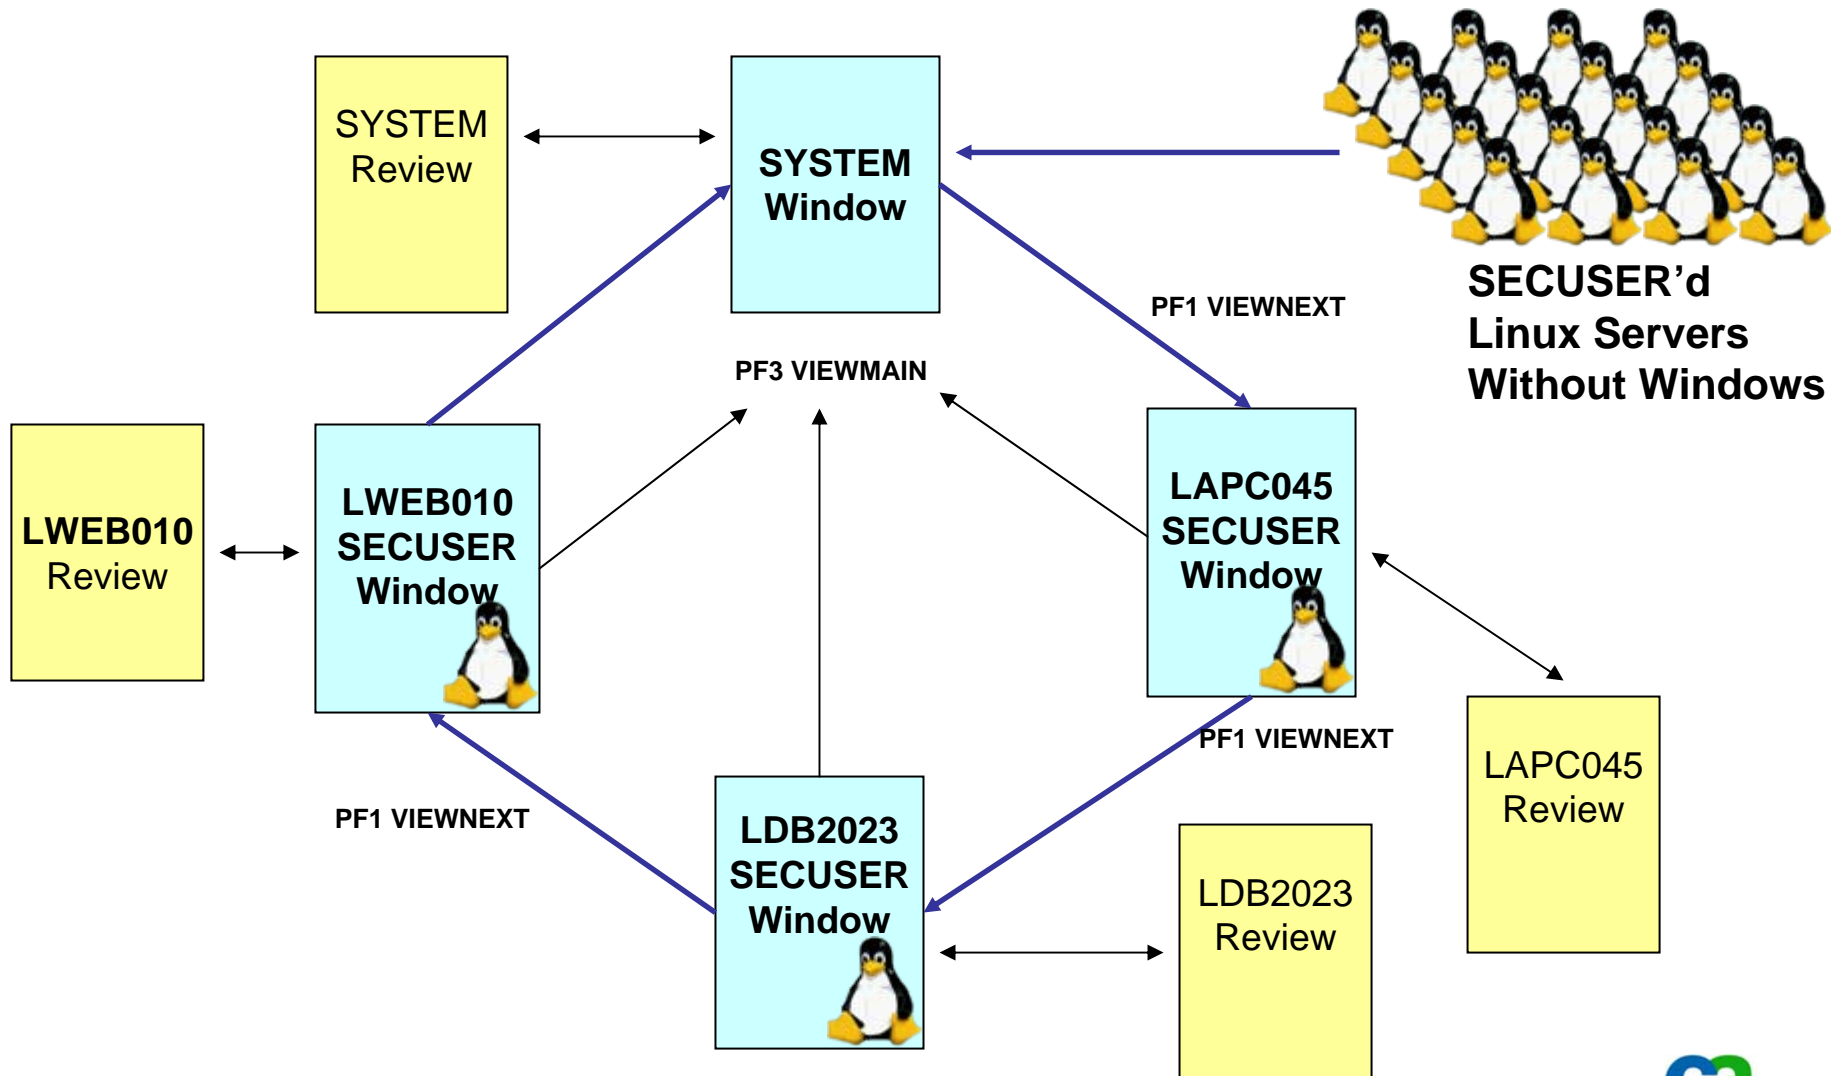 SYSTEM
Review
SYSTEM
Window
SECUSER’d
Linux Servers
Without Windows
PF1 VIEWNEXT
PF3 VIEWMAIN
LWEB010
Review
LWEB010
SECUSER
Window
LAPC045
SECUSER
Window
PF1 VIEWNEXT
LAPC045
Review
PF1 VIEWNEXT
LDB2023
SECUSER
Window
LDB2023
Review